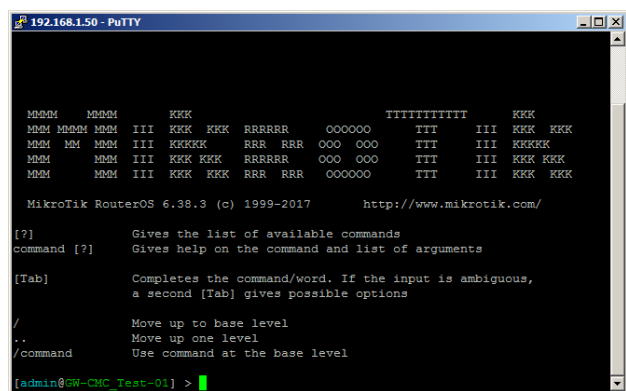 192.168.1.50 - PuTTY
MMMM    MMMM       KKK                          TTTTTTTTTTT      KKK
MMM MMMM MMM  III  KKK  KKK  RRRRRR     OOOOOO      TTT     III  KKK  KKK
MMM  MM  MMM  III  KKKKK     RRR  RRR  OOO  OOO     TTT     III  KKKKK
MMM      MMM  III  KKK KKK   RRRRRR    OOO  OOO     TTT     III  KKK KKK
MMM      MMM  III  KKK  KKK  RRR  RRR   OOOOOO      TTT     III  KKK  KKK
MikroTik RouterOS 6.38.3 (c) 1999-2017       http://www.mikrotik.com/
[?]             Gives the list of available commands
command [?]     Gives help on the command and list of arguments
[Tab]           Completes the command/word. If the input is ambiguous,
a second [Tab] gives possible options
/               Move up to base level
..              Move up one level
/command        Use command at the base level
[admin@GW-CMC_Test-01] >